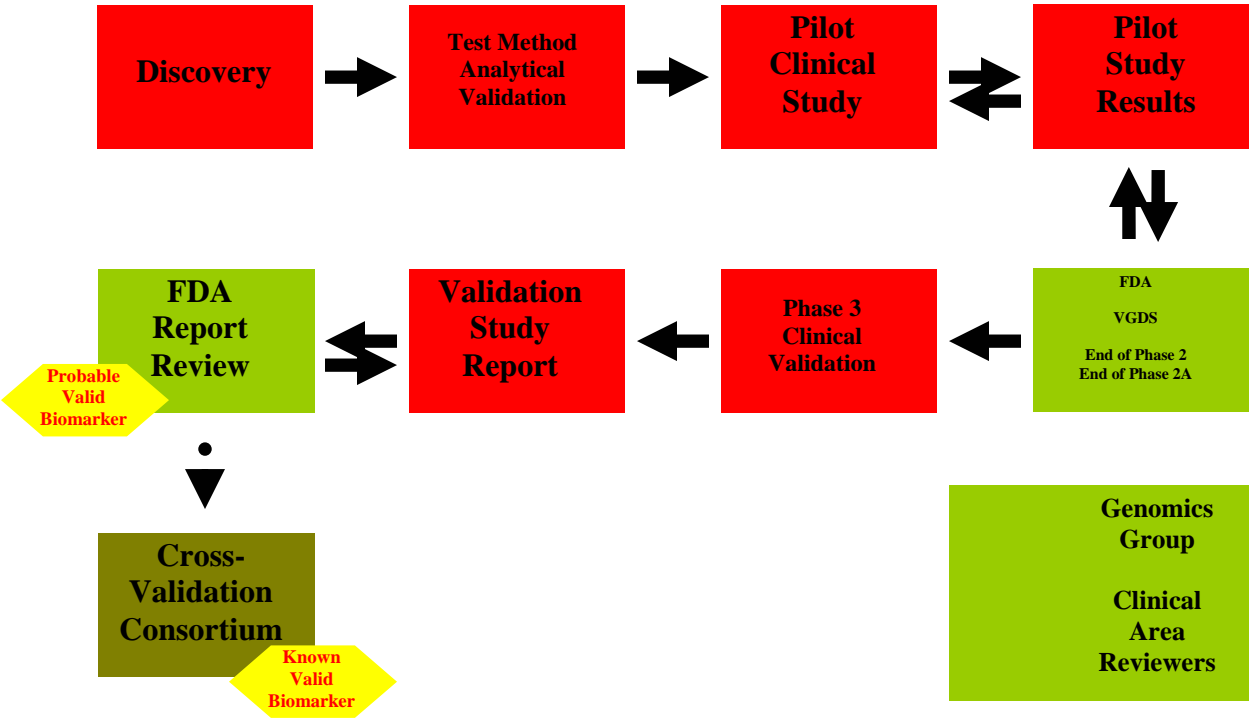 Discovery
Test Method
Analytical
Validation
Pilot
Clinical
Study
Pilot
Study
Results
FDA
Report
Review
Probable
Valid
Biomarker
Validation
Study
Report
Phase 3
Clinical
Validation
FDA
VGDS
End of Phase 2
End of Phase 2A
Cross-
Validation
Consortium
Known
Valid
Biomarker
Genomics
Group
Clinical
Area
Reviewers